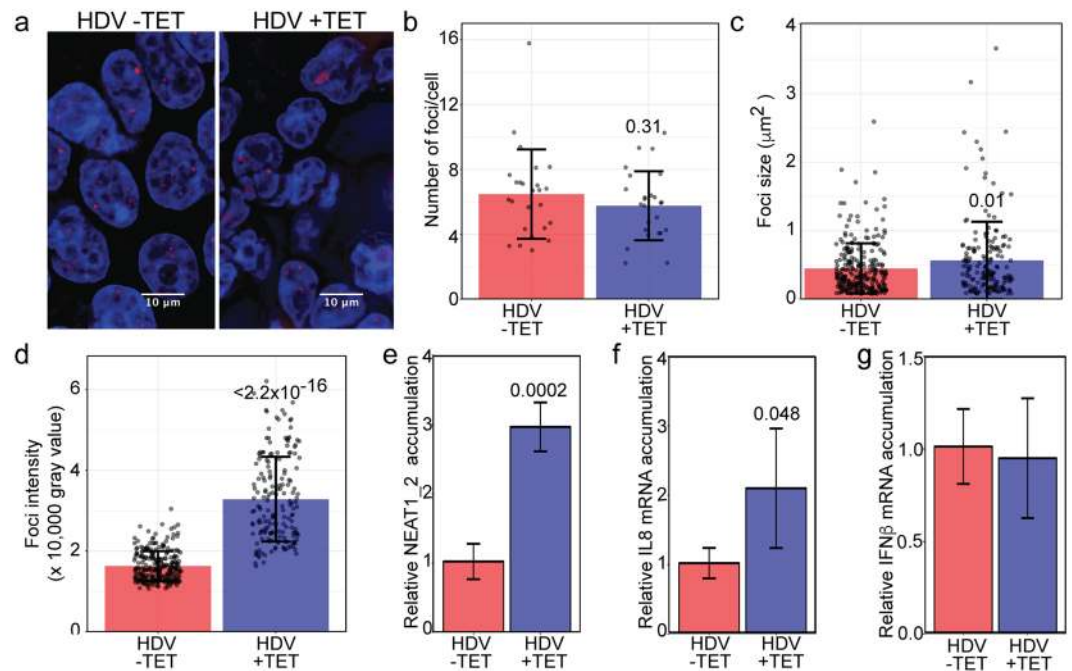 a
HDV -TET
HDV +TET
10 μm
10 μm
b
Number of foci/cell
16
12
8
4
0
0.31
HDV
-TET
HDV
+TET
c
Foci size (μm²)
4
3
2
1
0
0.01
HDV
-TET
HDV
+TET
d
Foci intensity
(x 10,000 gray value)
6
4
2
0
<2.2x10⁻¹⁶
HDV
-TET
HDV
+TET
e
Relative NEAT1_2 accumulation
4
3
2
1
0
0.0002
HDV
-TET
HDV
+TET
f
Relative IL8 mRNA accumulation
4
3
2
1
0
0.048
HDV
-TET
HDV
+TET
g
Relative IFNβ mRNA accumulation
1.5
1.0
0.5
0.0
HDV
-TET
HDV
+TET